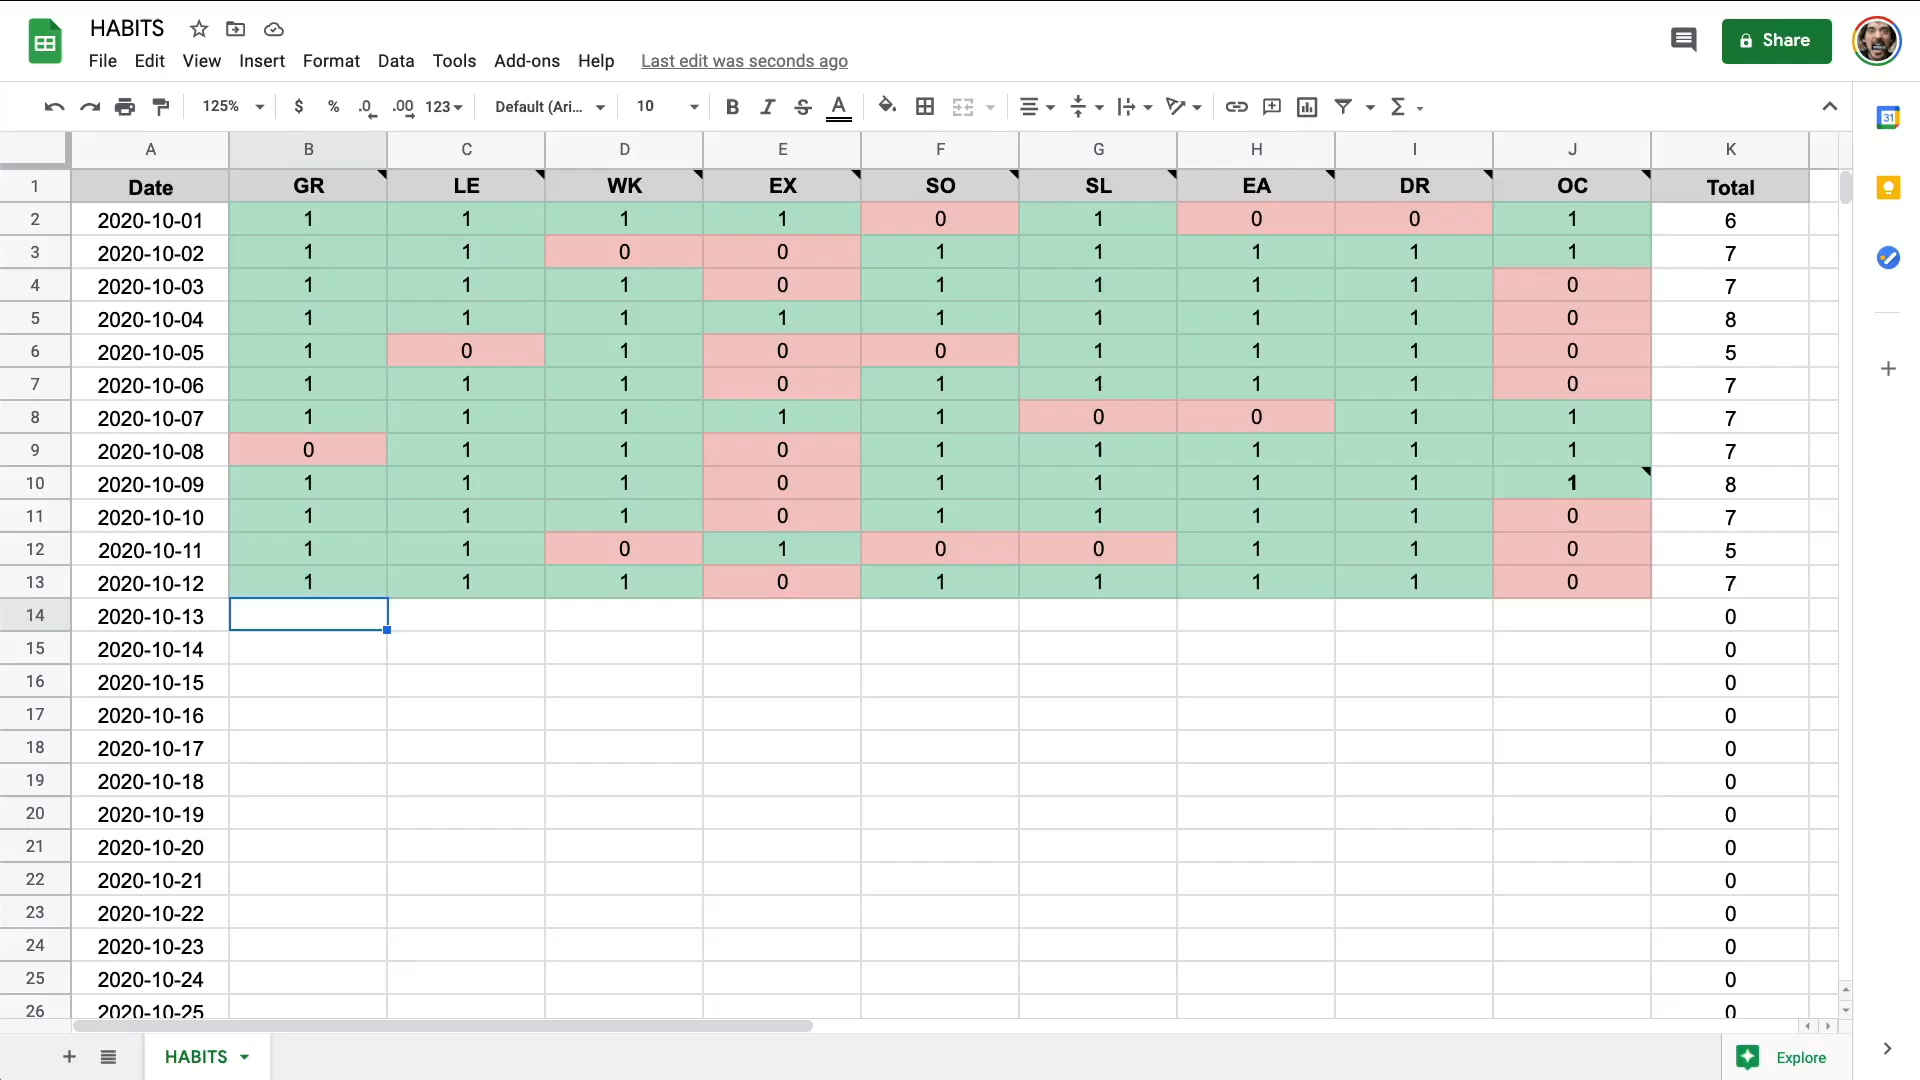 HABITS
File Edit View Insert Format Data Tools Add-ons Help Last edit was seconds ago
Share
125% $ % .0 .00 123 Default (Ari... 10 B I S A Σ
31
A B C D E F G H I J K
1 Date GR LE WK EX SO SL EA DR OC Total
2 2020-10-01 1 1 1 1 0 1 0 0 1 6
3 2020-10-02 1 1 0 0 1 1 1 1 1 7
4 2020-10-03 1 1 1 0 1 1 1 1 0 7
5 2020-10-04 1 1 1 1 1 1 1 1 0 8
6 2020-10-05 1 0 1 0 0 1 1 1 0 5
7 2020-10-06 1 1 1 0 1 1 1 1 0 7
8 2020-10-07 1 1 1 1 1 0 0 1 1 7
9 2020-10-08 0 1 1 0 1 1 1 1 1 7
10 2020-10-09 1 1 1 0 1 1 1 1 1 8
11 2020-10-10 1 1 1 0 1 1 1 1 0 7
12 2020-10-11 1 1 0 1 0 0 1 1 0 5
13 2020-10-12 1 1 1 0 1 1 1 1 0 7
14 2020-10-13 0
15 2020-10-14 0
16 2020-10-15 0
17 2020-10-16 0
18 2020-10-17 0
19 2020-10-18 0
20 2020-10-19 0
21 2020-10-20 0
22 2020-10-21 0
23 2020-10-22 0
24 2020-10-23 0
25 2020-10-24 0
26 2020-10-25 0
HABITS
Explore